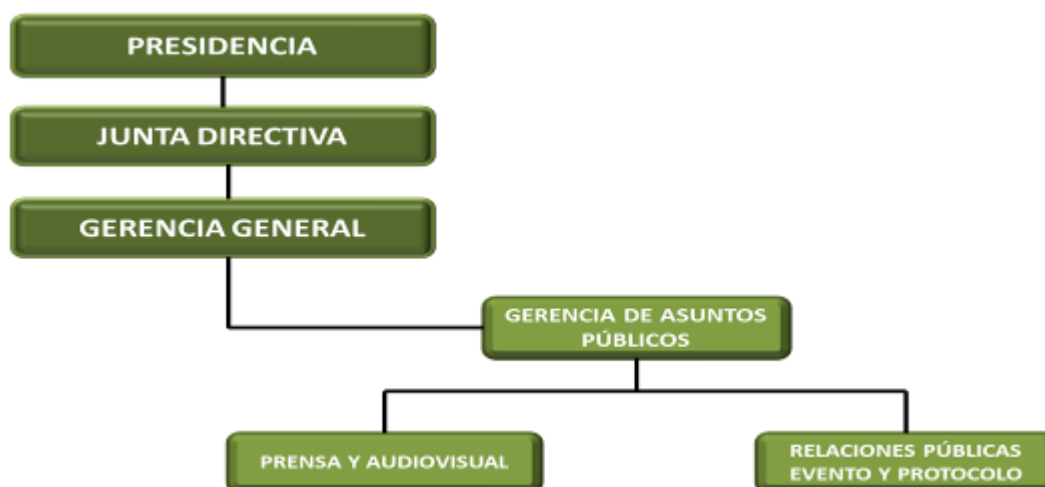 PRESIDENCIA
JUNTA DIRECTIVA
GERENCIA GENERAL
GERENCIA DE ASUNTOS
PÚBLICOS
PRENSA Y AUDIOVISUAL
RELACIONES PÚBLICAS
EVENTO Y PROTOCOLO